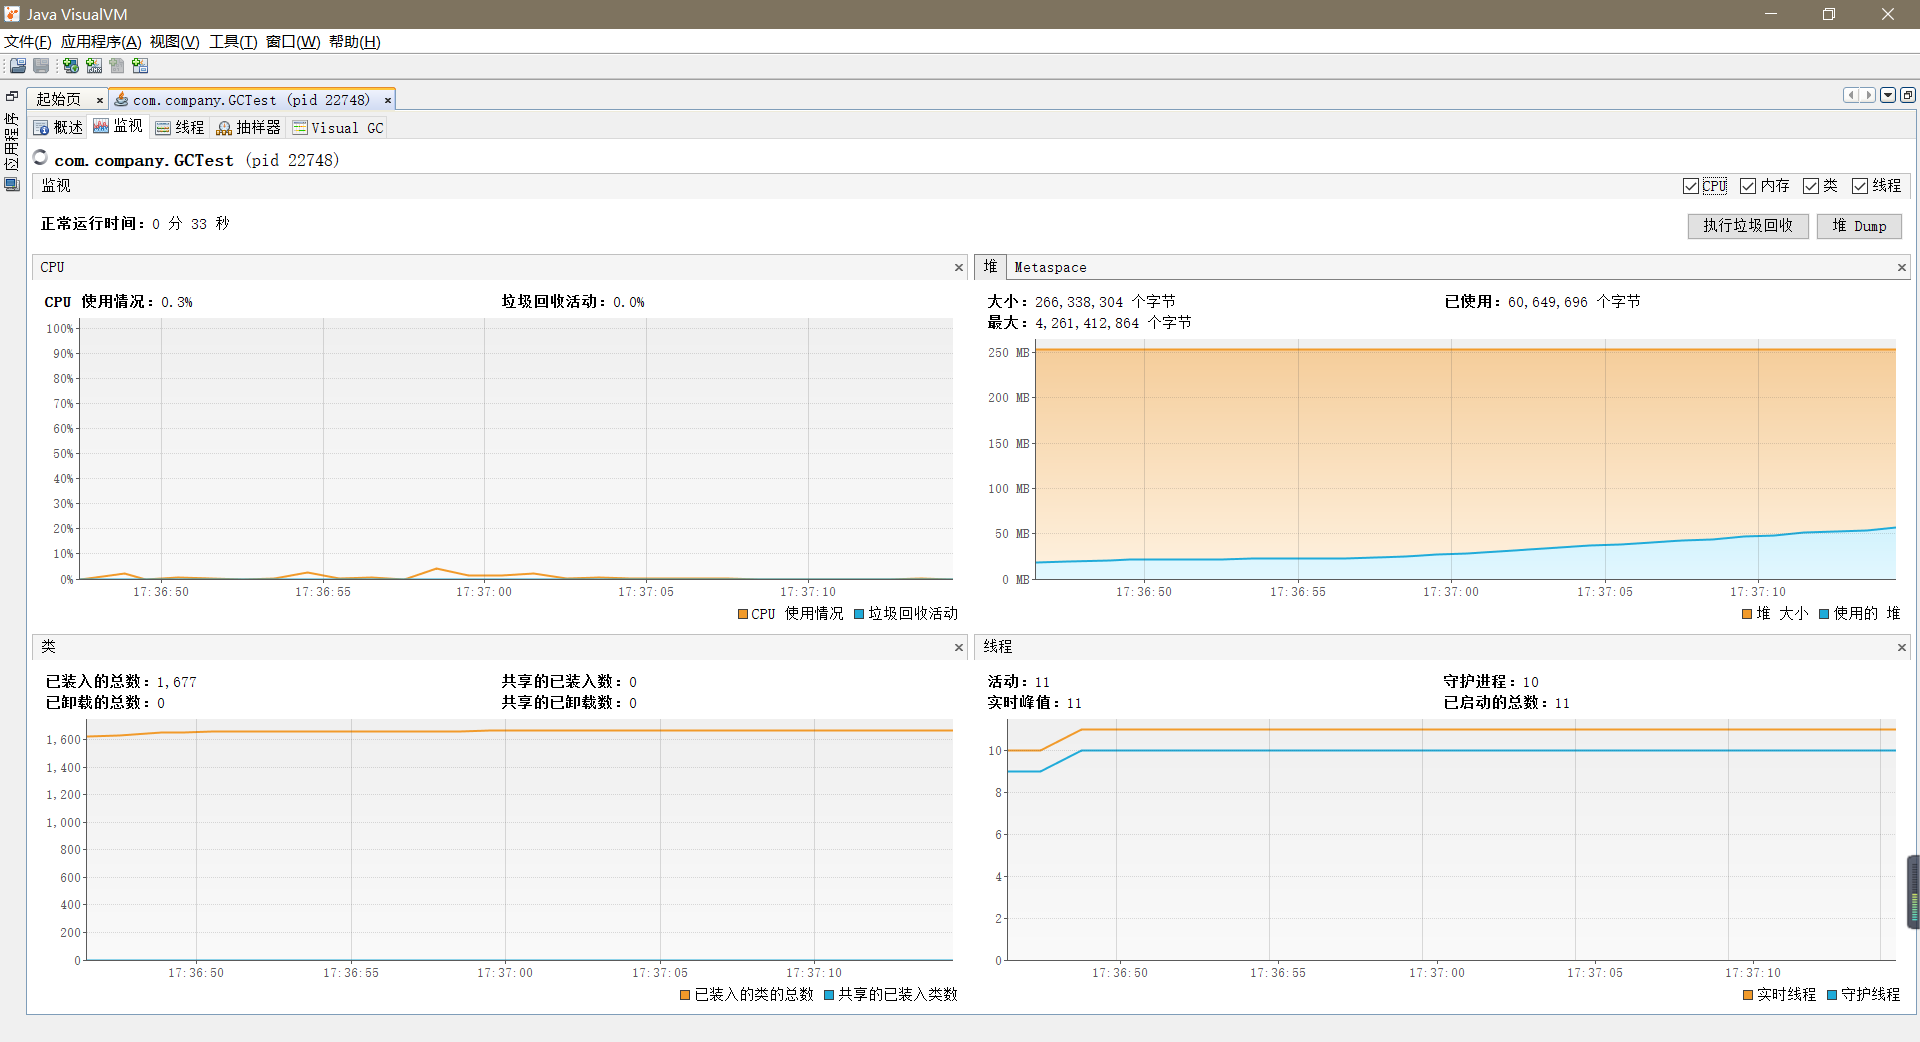 Java VisualVM
文件(F) 应用程序(A) 视图(V) 工具(T) 窗口(W) 帮助(H)
应用程序
起始页 com.company.GCTest (pid 22748)
概述 监视 线程 抽样器 Visual GC
com.company.GCTest (pid 22748)
监视 CPU 内存 类 线程
正常运行时间: 0 分 33 秒 执行垃圾回收 堆 Dump
CPU
CPU 使用情况: 0.3% 垃圾回收活动: 0.0%
100%
90%
80%
70%
60%
50%
40%
30%
20%
10%
0%
17:36:50 17:36:55 17:37:00 17:37:05 17:37:10
CPU 使用情况 垃圾回收活动
堆 Metaspace
大小: 266,338,304 个字节 已使用: 60,649,696 个字节
最大: 4,261,412,864 个字节
250 MB
200 MB
150 MB
100 MB
50 MB
0 MB
17:36:50 17:36:55 17:37:00 17:37:05 17:37:10
堆 大小 使用的 堆
类
已装入的总数: 1,677 共享的已装入数: 0
已卸载的总数: 0 共享的已卸载数: 0
1,600
1,400
1,200
1,000
800
600
400
200
0
17:36:50 17:36:55 17:37:00 17:37:05 17:37:10
已装入的类的总数 共享的已装入类数
线程
活动: 11 守护进程: 10
实时峰值: 11 已启动的总数: 11
10
8
6
4
2
0
17:36:50 17:36:55 17:37:00 17:37:05 17:37:10
实时线程 守护线程